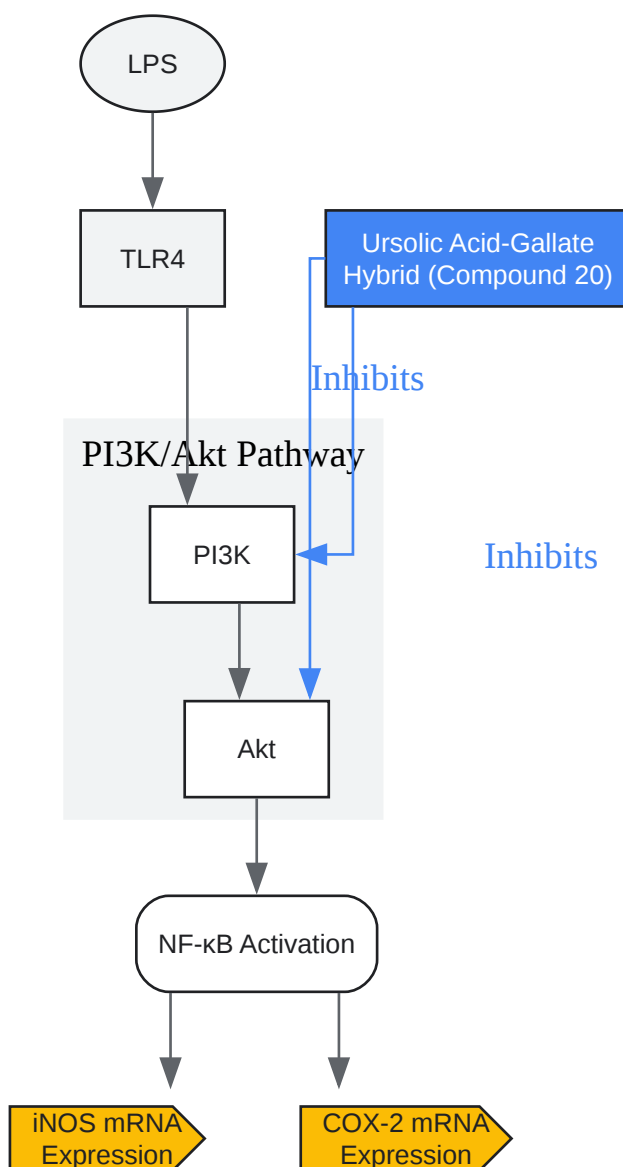 LPS
TLR4
Ursolic Acid-Gallate
Hybrid (Compound 20)
Inhibits
PI3K/Akt Pathway
PI3K
Inhibits
Akt
NF-κB Activation
iNOS mRNA
Expression
COX-2 mRNA
Expression